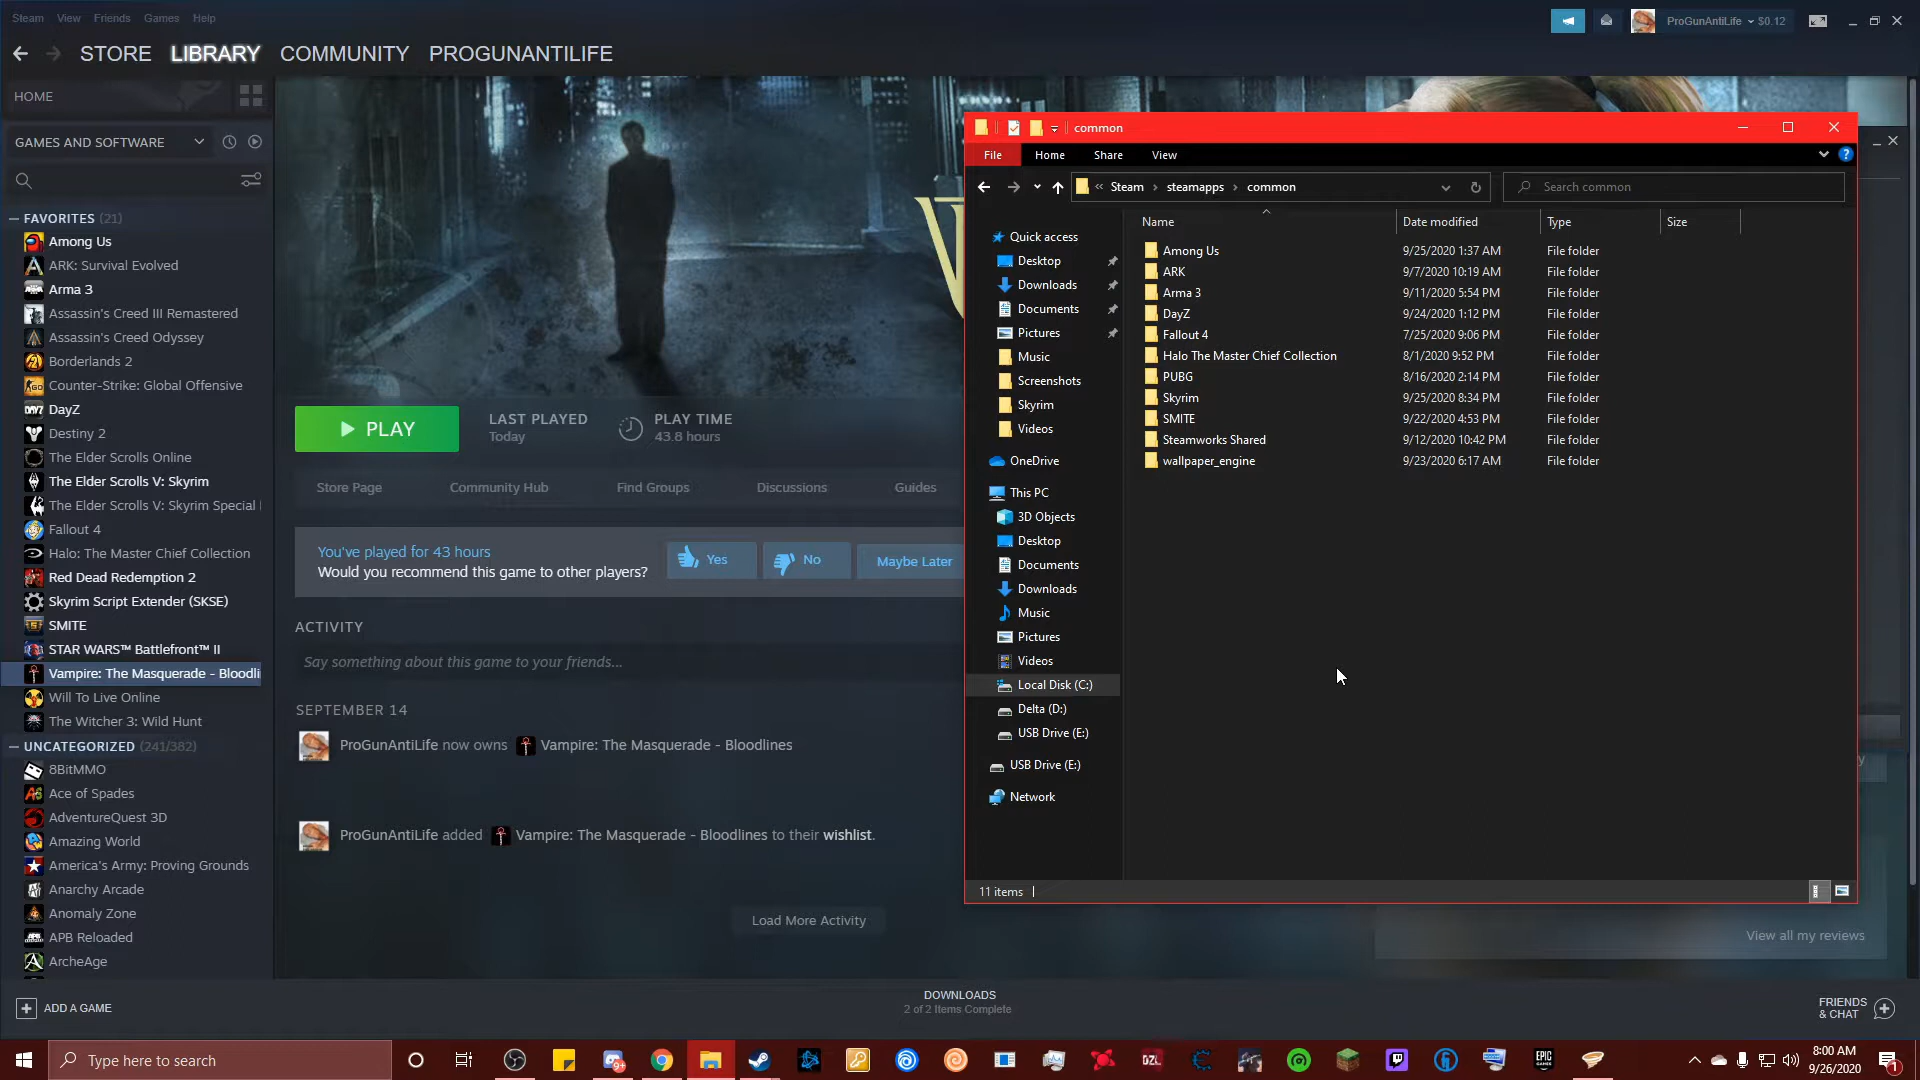 Steam View Friends Games Help
ProGunAntiLife $0.12
STORE LIBRARY COMMUNITY PROGUNANTILIFE
HOME
GAMES AND SOFTWARE
FAVORITES (21)
Among Us
ARK: Survival Evolved
Arma 3
Assassin's Creed III Remastered
Assassin's Creed Odyssey
Borderlands 2
Counter-Strike: Global Offensive
DayZ
Destiny 2
The Elder Scrolls Online
The Elder Scrolls V: Skyrim
The Elder Scrolls V: Skyrim Special
Fallout 4
Halo: The Master Chief Collection
Red Dead Redemption 2
Skyrim Script Extender (SKSE)
SMITE
STAR WARS™ Battlefront™ II
Vampire: The Masquerade - Bloodli
Will To Live Online
The Witcher 3: Wild Hunt
UNCATEGORIZED (241/382)
8BitMMO
Ace of Spades
AdventureQuest 3D
Amazing World
America's Army: Proving Grounds
Anarchy Arcade
Anomaly Zone
APB Reloaded
ArcheAge
ADD A GAME
PLAY
LAST PLAYED
Today
PLAY TIME
43.8 hours
Store Page Community Hub Find Groups Discussions Guides
You've played for 43 hours
Would you recommend this game to other players?
Yes No Maybe Later
ACTIVITY
Say something about this game to your friends...
SEPTEMBER 14
ProGunAntiLife now owns Vampire: The Masquerade - Bloodlines
ProGunAntiLife added Vampire: The Masquerade - Bloodlines to their wishlist.
Load More Activity
View all my reviews
DOWNLOADS
2 of 2 Items Complete
FRIENDS
& CHAT
common
File Home Share View
Steam steamapps common
Search common
Name Date modified Type Size
Among Us 9/25/2020 1:37 AM File folder
ARK 9/7/2020 10:19 AM File folder
Arma 3 9/11/2020 5:54 PM File folder
DayZ 9/24/2020 1:12 PM File folder
Fallout 4 7/25/2020 9:06 PM File folder
Halo The Master Chief Collection 8/1/2020 9:52 PM File folder
PUBG 8/16/2020 2:14 PM File folder
Skyrim 9/25/2020 8:34 PM File folder
SMITE 9/22/2020 4:53 PM File folder
Steamworks Shared 9/12/2020 10:42 PM File folder
wallpaper_engine 9/23/2020 6:17 AM File folder
Quick access
Desktop
Downloads
Documents
Pictures
Music
Screenshots
Skyrim
Videos
OneDrive
This PC
3D Objects
Desktop
Documents
Downloads
Music
Pictures
Videos
Local Disk (C:)
Delta (D:)
USB Drive (E:)
USB Drive (E:)
Network
11 items
Type here to search
8:00 AM
9/26/2020